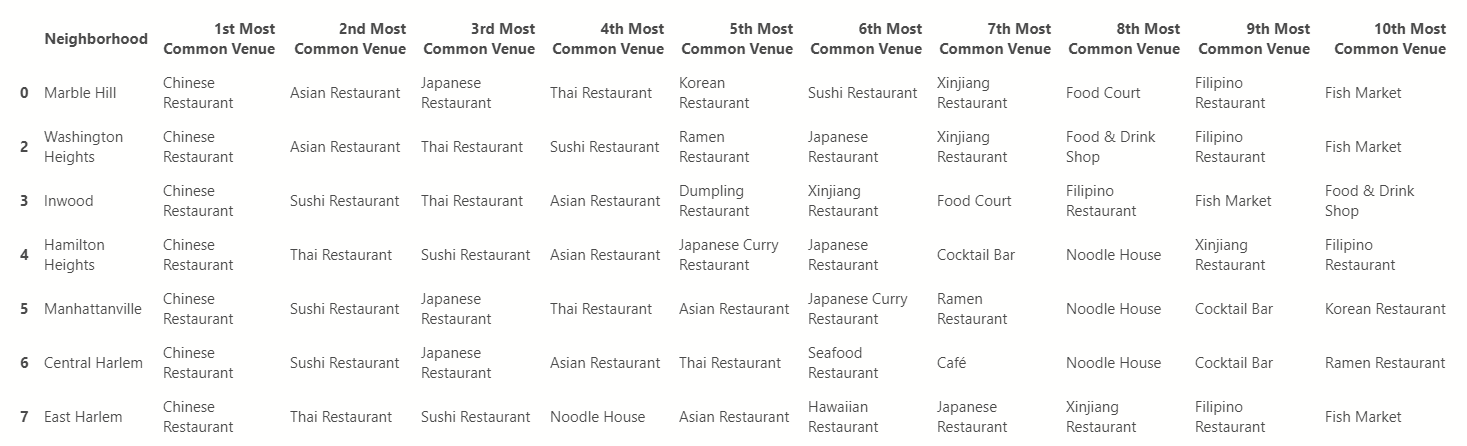 Neighborhood 1st Most Common Venue 2nd Most Common Venue 3rd Most Common Venue 4th Most Common Venue 5th Most Common Venue 6th Most Common Venue 7th Most Common Venue 8th Most Common Venue 9th Most Common Venue 10th Most Common Venue
0 Marble Hill Chinese Restaurant Asian Restaurant Japanese Restaurant Thai Restaurant Korean Restaurant Sushi Restaurant Xinjiang Restaurant Food Court Filipino Restaurant Fish Market
2 Washington Heights Chinese Restaurant Asian Restaurant Thai Restaurant Sushi Restaurant Ramen Restaurant Japanese Restaurant Xinjiang Restaurant Food & Drink Shop Filipino Restaurant Fish Market
3 Inwood Chinese Restaurant Sushi Restaurant Thai Restaurant Asian Restaurant Dumpling Restaurant Xinjiang Restaurant Food Court Filipino Restaurant Fish Market Food & Drink Shop
4 Hamilton Heights Chinese Restaurant Thai Restaurant Sushi Restaurant Asian Restaurant Japanese Curry Restaurant Japanese Restaurant Cocktail Bar Noodle House Xinjiang Restaurant Filipino Restaurant
5 Manhattanville Chinese Restaurant Sushi Restaurant Japanese Restaurant Thai Restaurant Asian Restaurant Japanese Curry Restaurant Ramen Restaurant Noodle House Cocktail Bar Korean Restaurant
6 Central Harlem Chinese Restaurant Sushi Restaurant Japanese Restaurant Asian Restaurant Thai Restaurant Seafood Restaurant Café Noodle House Cocktail Bar Ramen Restaurant
7 East Harlem Chinese Restaurant Thai Restaurant Sushi Restaurant Noodle House Asian Restaurant Hawaiian Restaurant Japanese Restaurant Xinjiang Restaurant Filipino Restaurant Fish Market